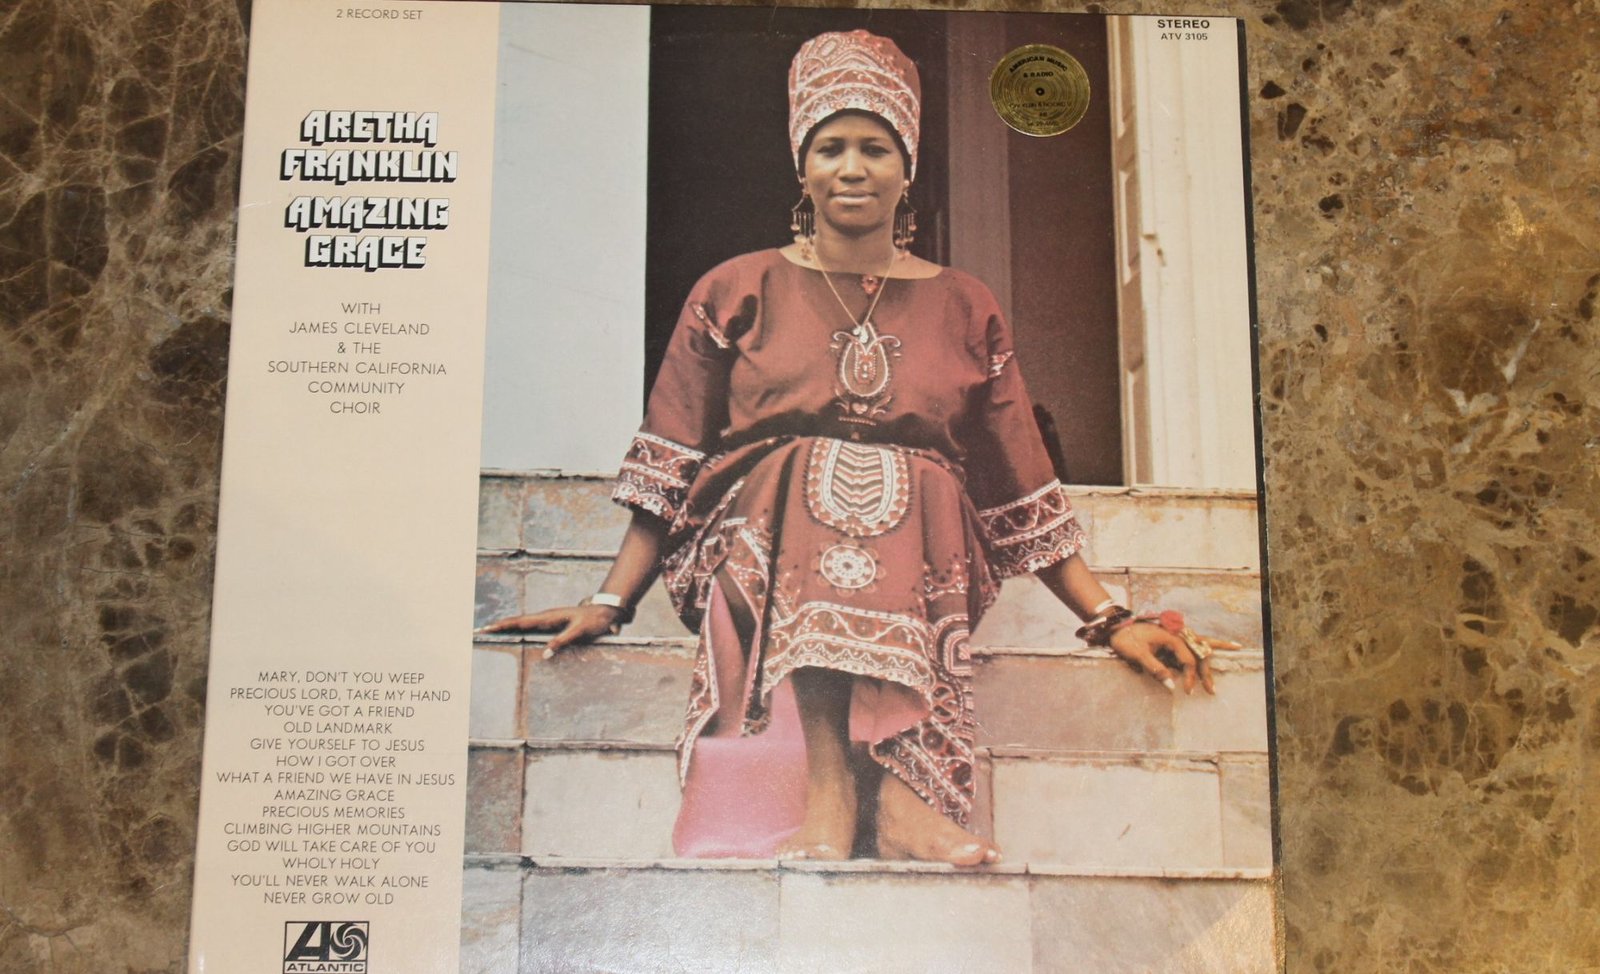 2 RECORD SET
ARETHA
FRANKLIN
AMAZING
GRACE
WITH
JAMES CLEVELAND
& THE
SOUTHERN CALIFORNIA
COMMUNITY
CHOIR
MARY, DON'T YOU WEEP
PRECIOUS LORD, TAKE MY HAND
YOU'VE GOT A FRIEND
OLD LANDMARK
GIVE YOURSELF TO JESUS
HOW I GOT OVER
WHAT A FRIEND WE HAVE IN JESUS
AMAZING GRACE
PRECIOUS MEMORIES
CLIMBING HIGHER MOUNTAINS
GOD WILL TAKE CARE OF YOU
WHOLY HOLY
YOU'LL NEVER WALK ALONE
NEVER GROW OLD
ATLANTIC
STEREO
ATV 3105
AMERICAN MUSIC
& RADIO